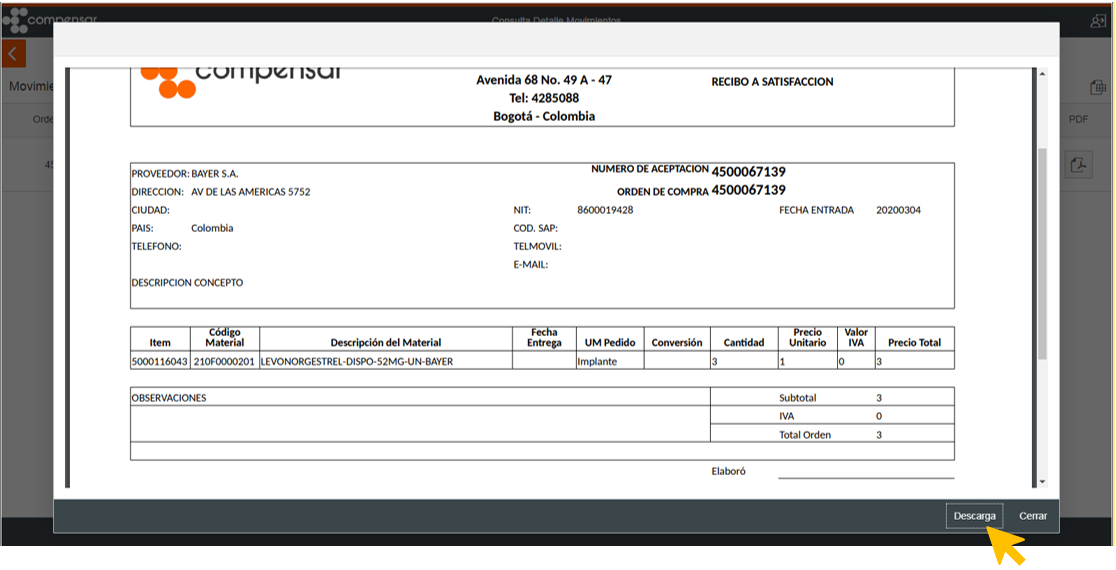 compensar
Consulta Detalle Movimientos
compensar
Avenida 68 No. 49 A - 47
RECIBO A SATISFACCION
Tel: 4285088
Bogotá - Colombia
PDF
PROVEEDOR: BAYER S.A.
NUMERO DE ACEPTACION 4500067139
DIRECCION: AV DE LAS AMERICAS 5752
ORDEN DE COMPRA 4500067139
CIUDAD:
NIT: 8600019428
FECHA ENTRADA 20200304
PAIS: Colombia
COD. SAP:
TELEFONO:
TELMOVIL:
E-MAIL:
DESCRIPCION CONCEPTO
Item Código Material Descripción del Material Fecha Entrega UM Pedido Conversión Cantidad Precio Unitario Valor IVA Precio Total
5000116043 210F0000201 LEVONORGESTREL-DISPO-52MG-UN-BAYER Implante 3 1 0 3
OBSERVACIONES
Subtotal 3
IVA 0
Total Orden 3
Elaboró
Descarga Cerrar